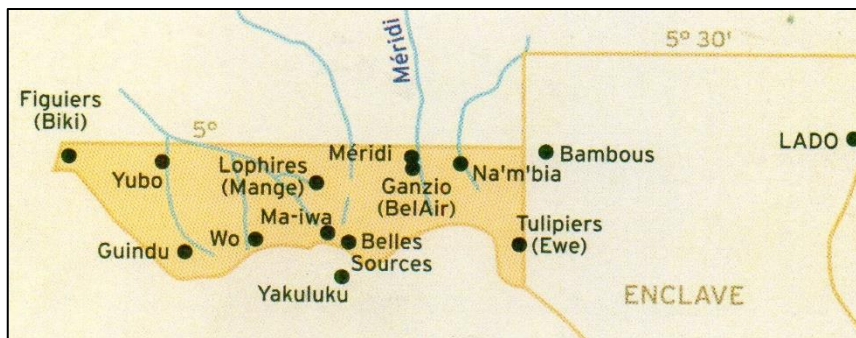 5° 30'
Méridi
Figuiers
(Biki)
5°
Yubo
Lophires
(Mange)
Méridi
Ganzio
(BelAir)
Na'm'bia
Bambous
LADO
Ma-iwa
Guindu
Wo
Belles
Sources
Tulipiers
(Ewe)
Yakuluku
ENCLAVE